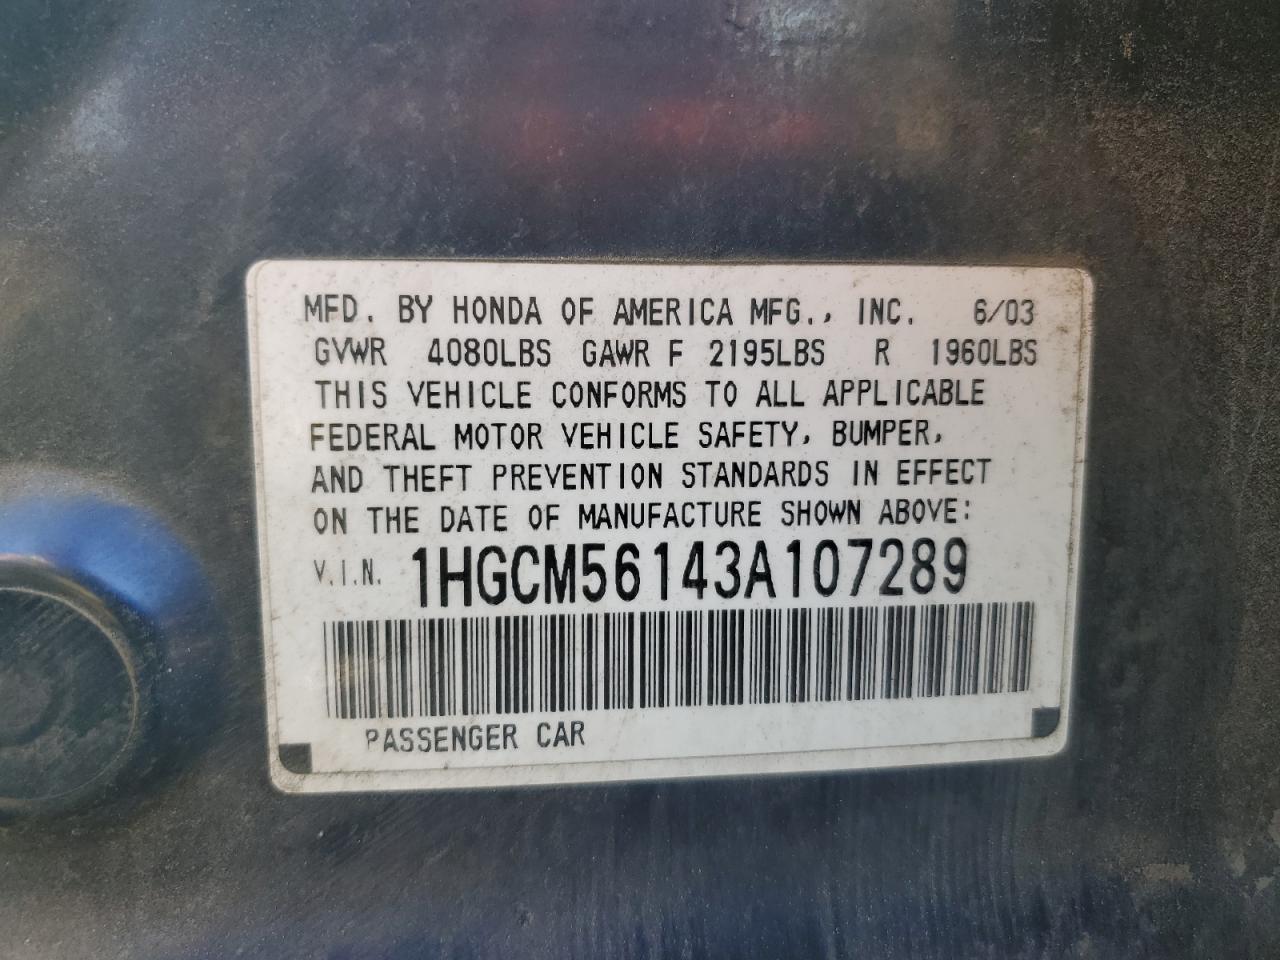 MFD. BY HONDA OF AMERICA MFG., INC. 6/03
GVWR 4080LBS GAWR F 2195LBS R 1960LBS
THIS VEHICLE CONFORMS TO ALL APPLICABLE
FEDERAL MOTOR VEHICLE SAFETY, BUMPER,
AND THEFT PREVENTION STANDARDS IN EFFECT
ON THE DATE OF MANUFACTURE SHOWN ABOVE:
V.I.N. 1HGCM56143A107289
PASSENGER CAR